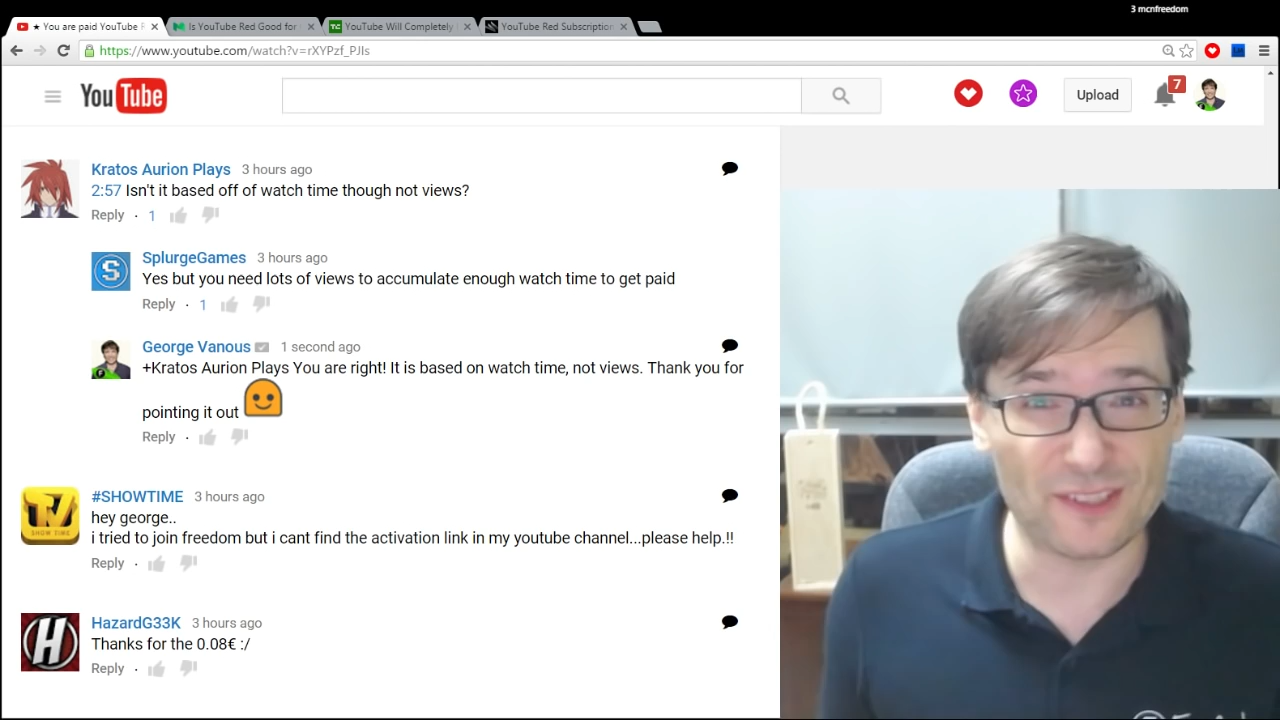 3 mcnfreedom
★ You are paid YouTube R
Is YouTube Red Good for
YouTube Will Completely
YouTube Red Subscription
https://www.youtube.com/watch?v=rXYPzf_PJIs
YouTube
Upload
7
Kratos Aurion Plays 3 hours ago
2:57 Isn't it based off of watch time though not views?
Reply · 1
SplurgeGames 3 hours ago
Yes but you need lots of views to accumulate enough watch time to get paid
Reply · 1
George Vanous 1 second ago
+Kratos Aurion Plays You are right! It is based on watch time, not views. Thank you for
pointing it out
Reply ·
#SHOWTIME 3 hours ago
hey george..
i tried to join freedom but i cant find the activation link in my youtube channel...please help.!!
Reply ·
HazardG33K 3 hours ago
Thanks for the 0.08€ :/
Reply ·